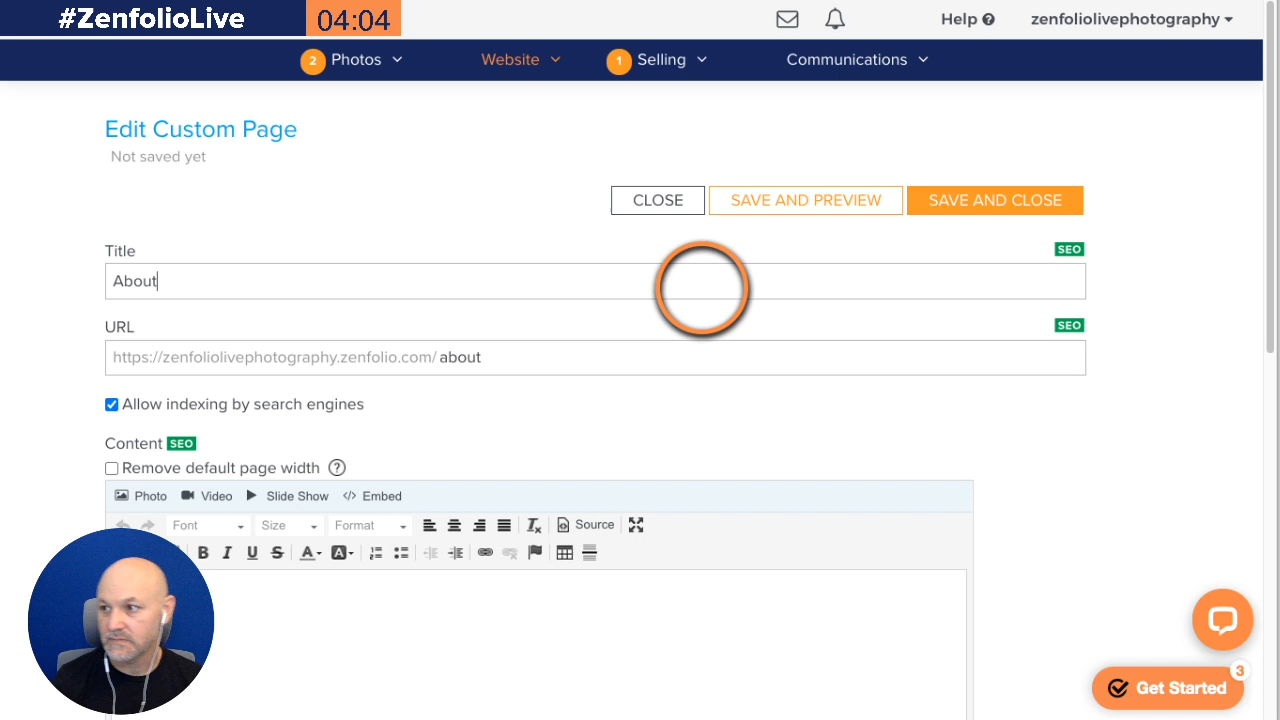 #ZenfolioLive
04:04
Help ?
zenfoliolivephotography
2 Photos
Website
1 Selling
Communications
Edit Custom Page
Not saved yet
CLOSE
SAVE AND PREVIEW
SAVE AND CLOSE
Title
SEO
About
URL
SEO
https://zenfoliolivephotography.zenfolio.com/ about
Allow indexing by search engines
Content SEO
Remove default page width ?
Photo Video Slide Show </> Embed
Font Size Format Source
B I U S A A
Get Started
3